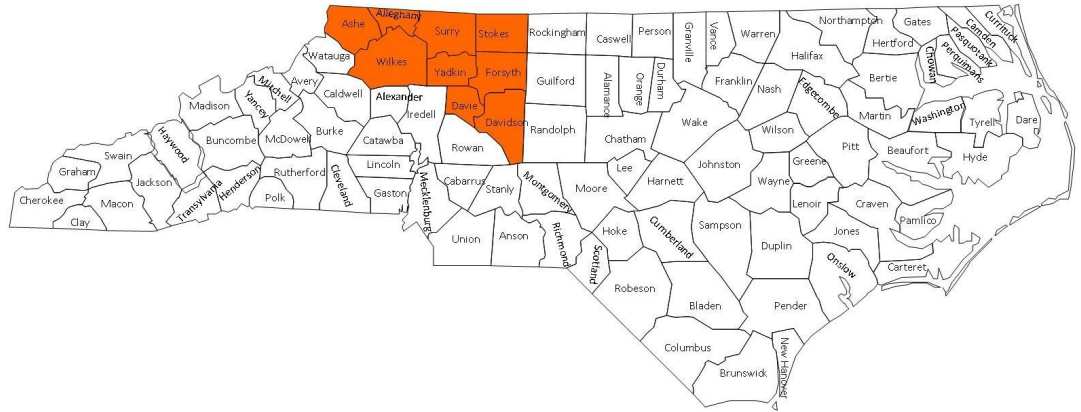 Ashe
Alleghany
Surry
Stokes
Rockingham
Caswell
Person
Granville
Vance
Warren
Northampton
Gates
Hertford
Halifax
Camden
Currituck
Pasquotank
Perquimans
Chowan
Bertie
Watauga
Wilkes
Yadkin
Forsyth
Guilford
Alamance
Orange
Durham
Franklin
Nash
Edgecombe
Martin
Washington
Tyrrell
Dare
Madison
Yancey
Mitchell
Avery
Caldwell
Alexander
Iredell
Davie
Davidson
Randolph
Chatham
Wake
Wilson
Pitt
Beaufort
Hyde
Haywood
Buncombe
McDowell
Burke
Catawba
Rowan
Swain
Graham
Jackson
Rutherford
Lincoln
Cabarrus
Stanly
Montgomery
Moore
Lee
Harnett
Johnston
Greene
Wayne
Lenoir
Craven
Pamlico
Cherokee
Macon
Clay
Transylvania
Henderson
Polk
Cleveland
Gaston
Mecklenburg
Union
Anson
Richmond
Scotland
Hoke
Cumberland
Sampson
Duplin
Jones
Carteret
Onslow
Robeson
Bladen
Pender
Columbus
Brunswick
New Hanover